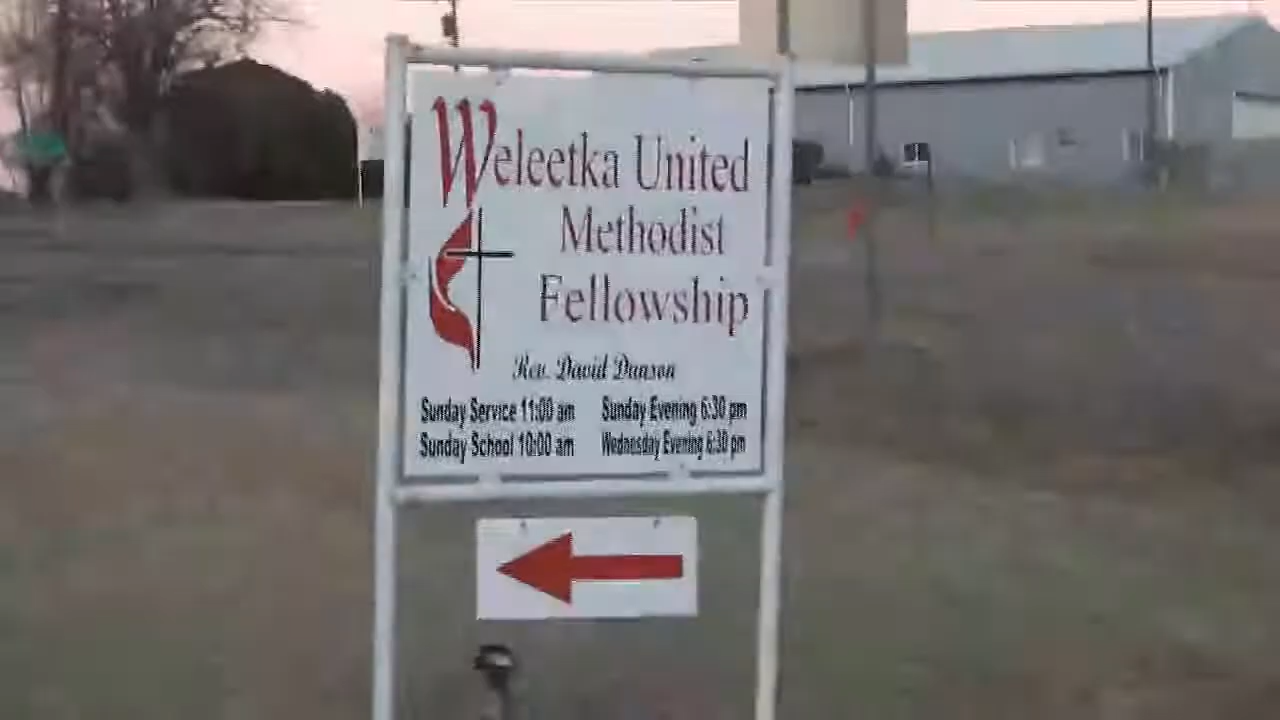 Weleetka United
Methodist
Fellowship
Rev. David Dunson
Sunday Service 11:00 am Sunday Evening 6:30 pm
Sunday School 10:00 am Wednesday Evening 6:30 pm